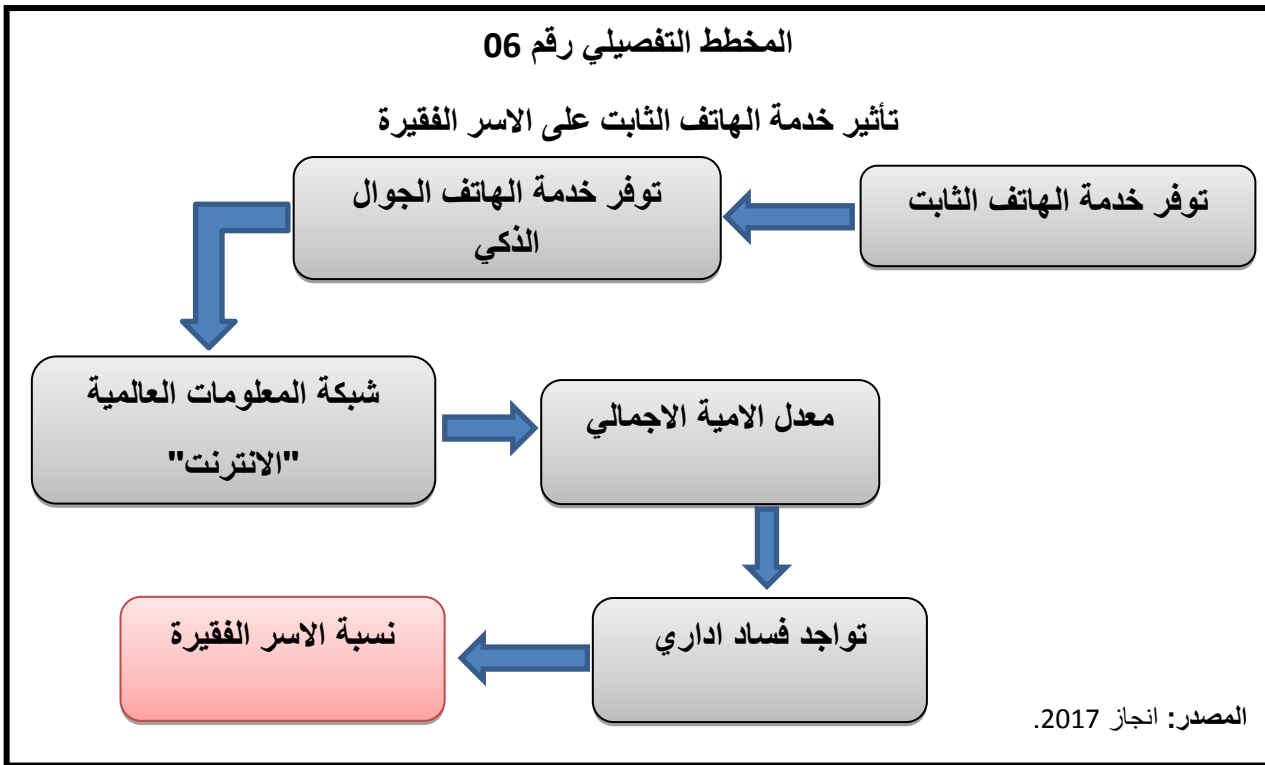 المخطط التفصيلي رقم 06
تأثير خدمة الهاتف الثابت على الاسر الفقيرة
توفر خدمة الهاتف الثابت
توفر خدمة الهاتف الجوال
الذكي
شبكة المعلومات العالمية
"الانترنت"
معدل الامية الاجمالي
تواجد فساد اداري
نسبة الاسر الفقيرة
المصدر: انجاز 2017.